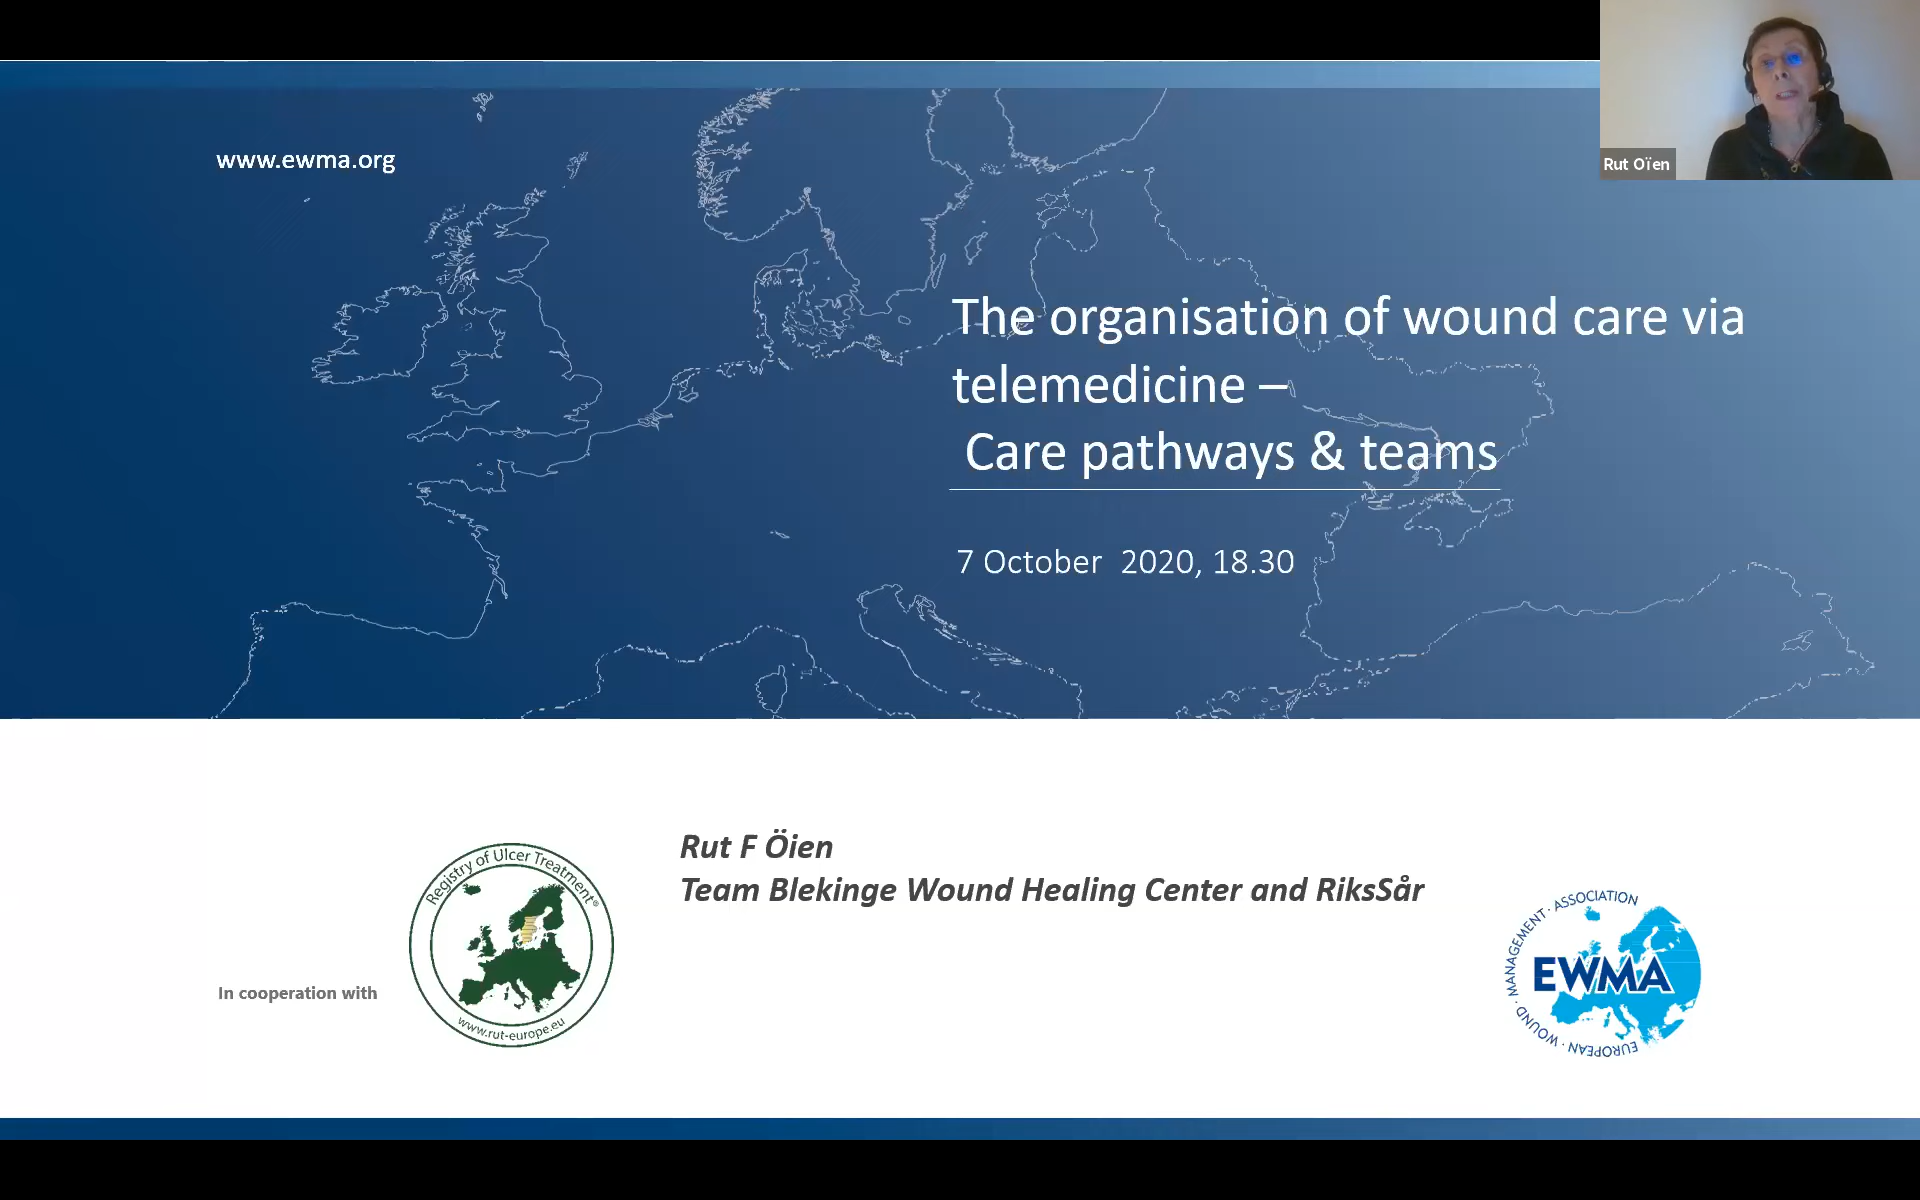 www.ewma.org
Rut Oïen
The organisation of wound care via
telemedicine –
Care pathways & teams
7 October 2020, 18.30
Rut F Öien
Team Blekinge Wound Healing Center and RiksSår
In cooperation with
Registry of Ulcer Treatment®
www.rut-europe.eu
EUROPEAN · WOUND · MANAGEMENT · ASSOCIATION
EWMA